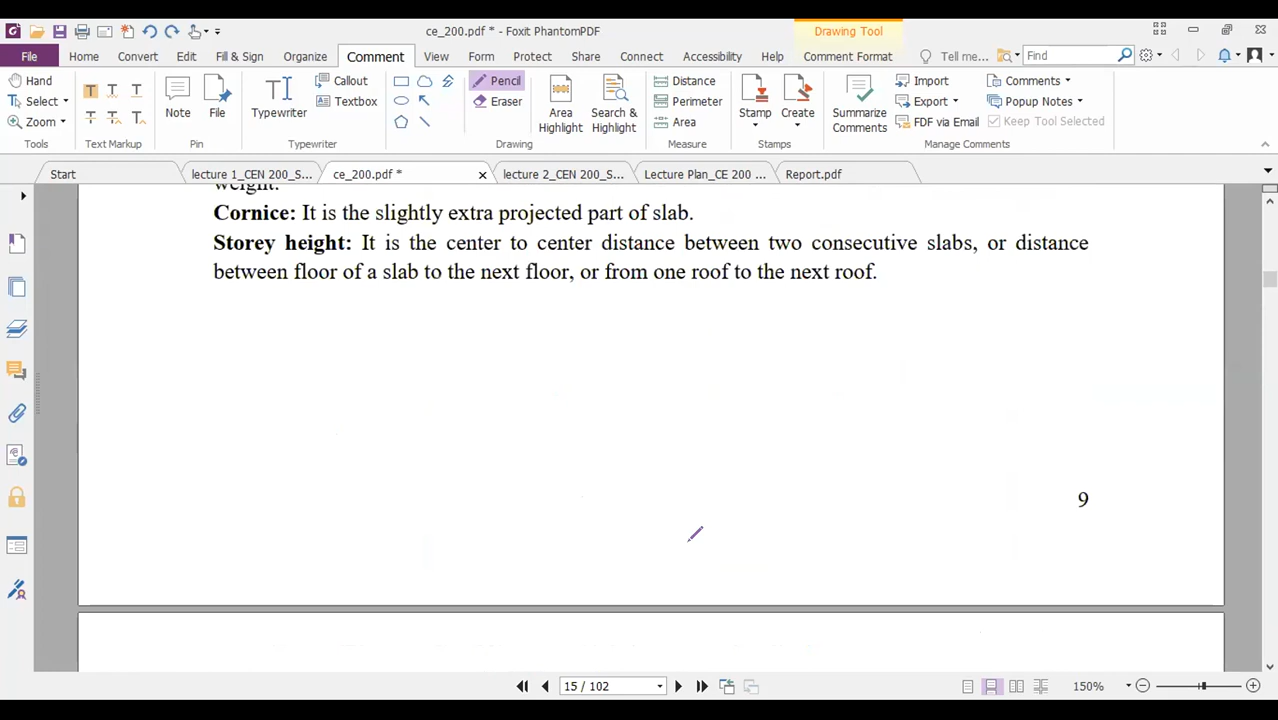 ce_200.pdf * - Foxit PhantomPDF
Drawing Tool
File Home Convert Edit Fill & Sign Organize Comment View Form Protect Share Connect Accessibility Help Comment Format Tell me... Find
Hand
Select
Zoom
Tools
Text Markup
Note
File
Pin
Typewriter
Callout
Textbox
Typewriter
Pencil
Eraser
Area Highlight
Search & Highlight
Drawing
Distance
Perimeter
Area
Measure
Stamp
Create
Stamps
Summarize Comments
Import
Export
FDF via Email
Comments
Popup Notes
Keep Tool Selected
Manage Comments
Start
lecture 1_CEN 200_S...
ce_200.pdf *
lecture 2_CEN 200_S...
Lecture Plan_CE 200 ...
Report.pdf
weight.
Cornice: It is the slightly extra projected part of slab.
Storey height: It is the center to center distance between two consecutive slabs, or distance
between floor of a slab to the next floor, or from one roof to the next roof.
9
15 / 102
150%